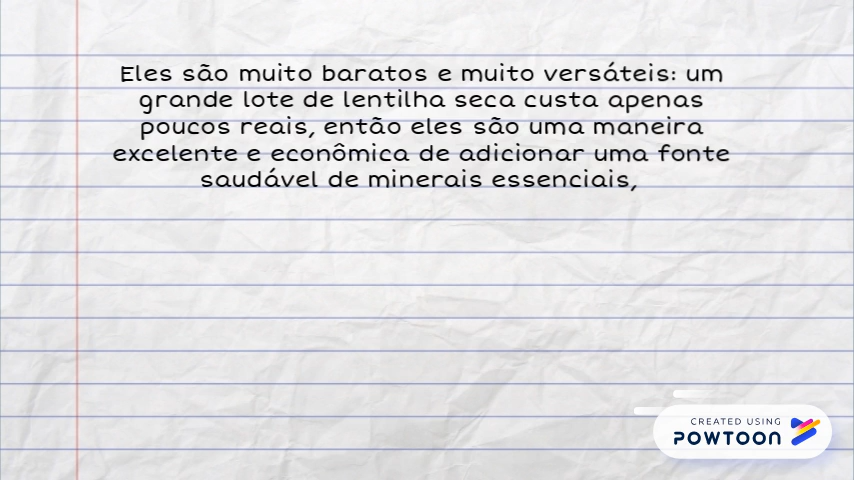 Eles são muito baratos e muito versáteis: um
grande lote de lentilha seca custa apenas
poucos reais, então eles são uma maneira
excelente e econômica de adicionar uma fonte
saudável de minerais essenciais,
CREATED USING
POWTOON